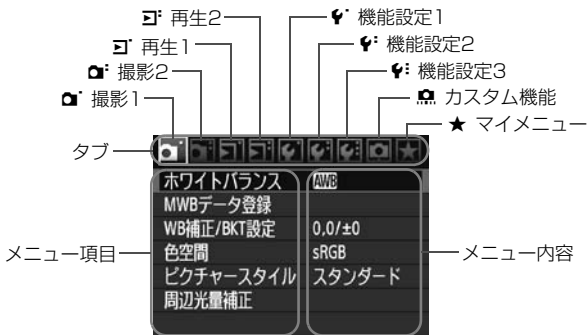 再生2 機能設定1
再生1 機能設定2
撮影2 機能設定3
撮影1 カスタム機能
★ マイメニュー
タブ
ホワイトバランス AWB
MWBデータ登録
WB補正/BKT設定 0,0/±0
メニュー項目 色空間 sRGB メニュー内容
ピクチャースタイル スタンダード
周辺光量補正